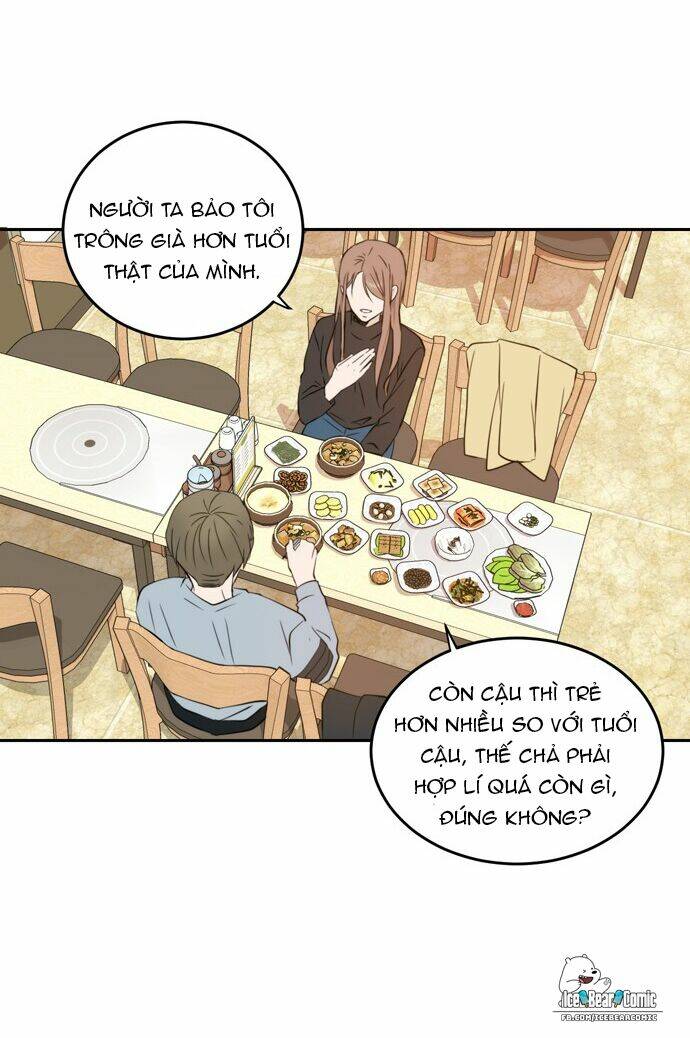 NGƯỜI TA BẢO TÔI
TRÔNG GIÀ HƠN TUỔI
THẬT CỦA MÌNH.
CÒN CẬU THÌ TRẺ
HƠN NHIỀU SO VỚI TUỔI
CẬU, THẾ CHẢ PHẢI
HỢP LÍ QUÁ CÒN GÌ,
ĐÚNG KHÔNG?
Ice Bear Comic
FB.COM/ICEBEARCOMIC